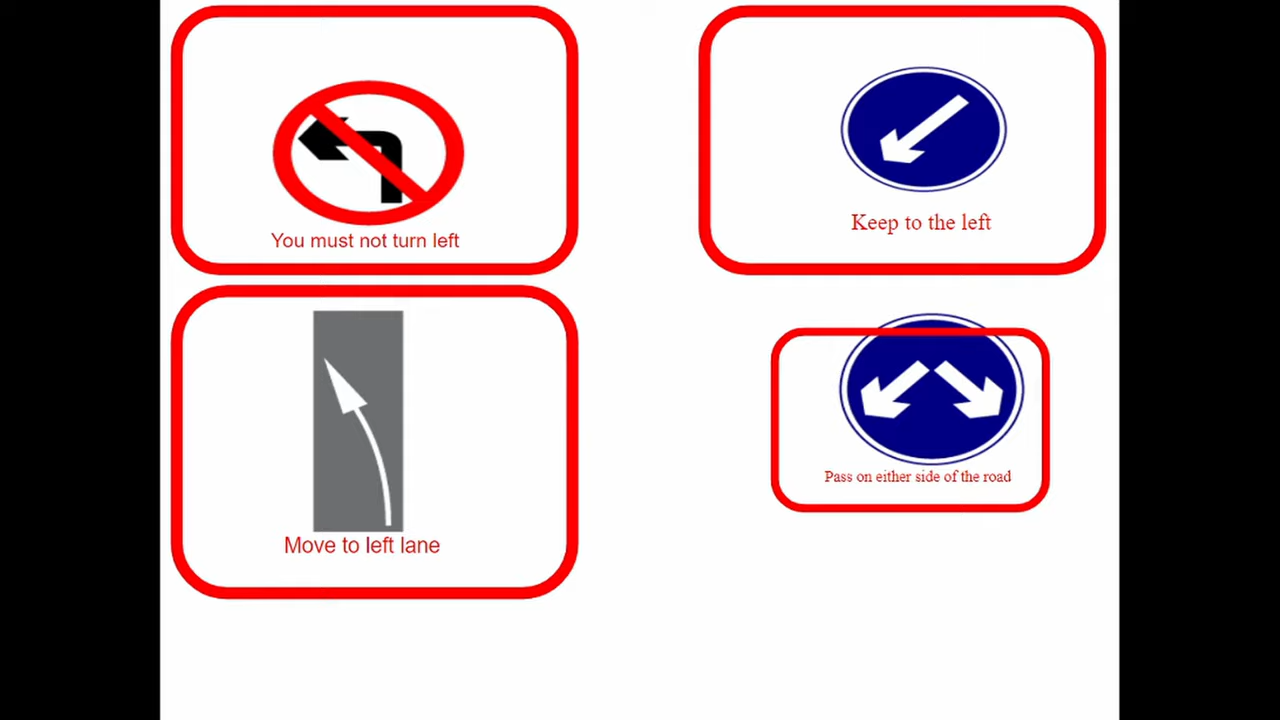 You must not turn left
Keep to the left
Move to left lane
Pass on either side of the road